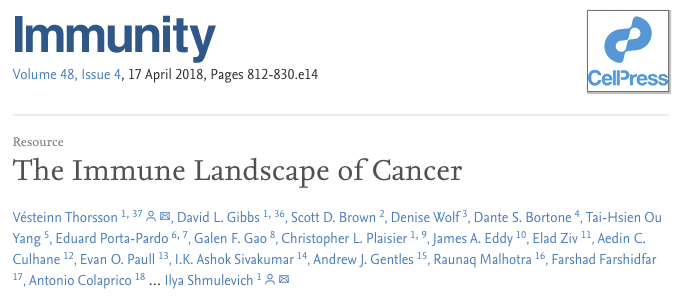 Immunity
Volume 48, Issue 4, 17 April 2018, Pages 812-830.e14
CellPress
Resource
The Immune Landscape of Cancer
Vésteinn Thorsson 1, 37, David L. Gibbs 1, 36, Scott D. Brown 2, Denise Wolf 3, Dante S. Bortone 4, Tai-Hsien Ou
Yang 5, Eduard Porta-Pardo 6, 7, Galen F. Gao 8, Christopher L. Plaisier 1, 9, James A. Eddy 10, Elad Ziv 11, Aedin C.
Culhane 12, Evan O. Paull 13, I.K. Ashok Sivakumar 14, Andrew J. Gentles 15, Raunaq Malhotra 16, Farshad Farshidfar
17, Antonio Colaprico 18 ... Ilya Shmulevich 1